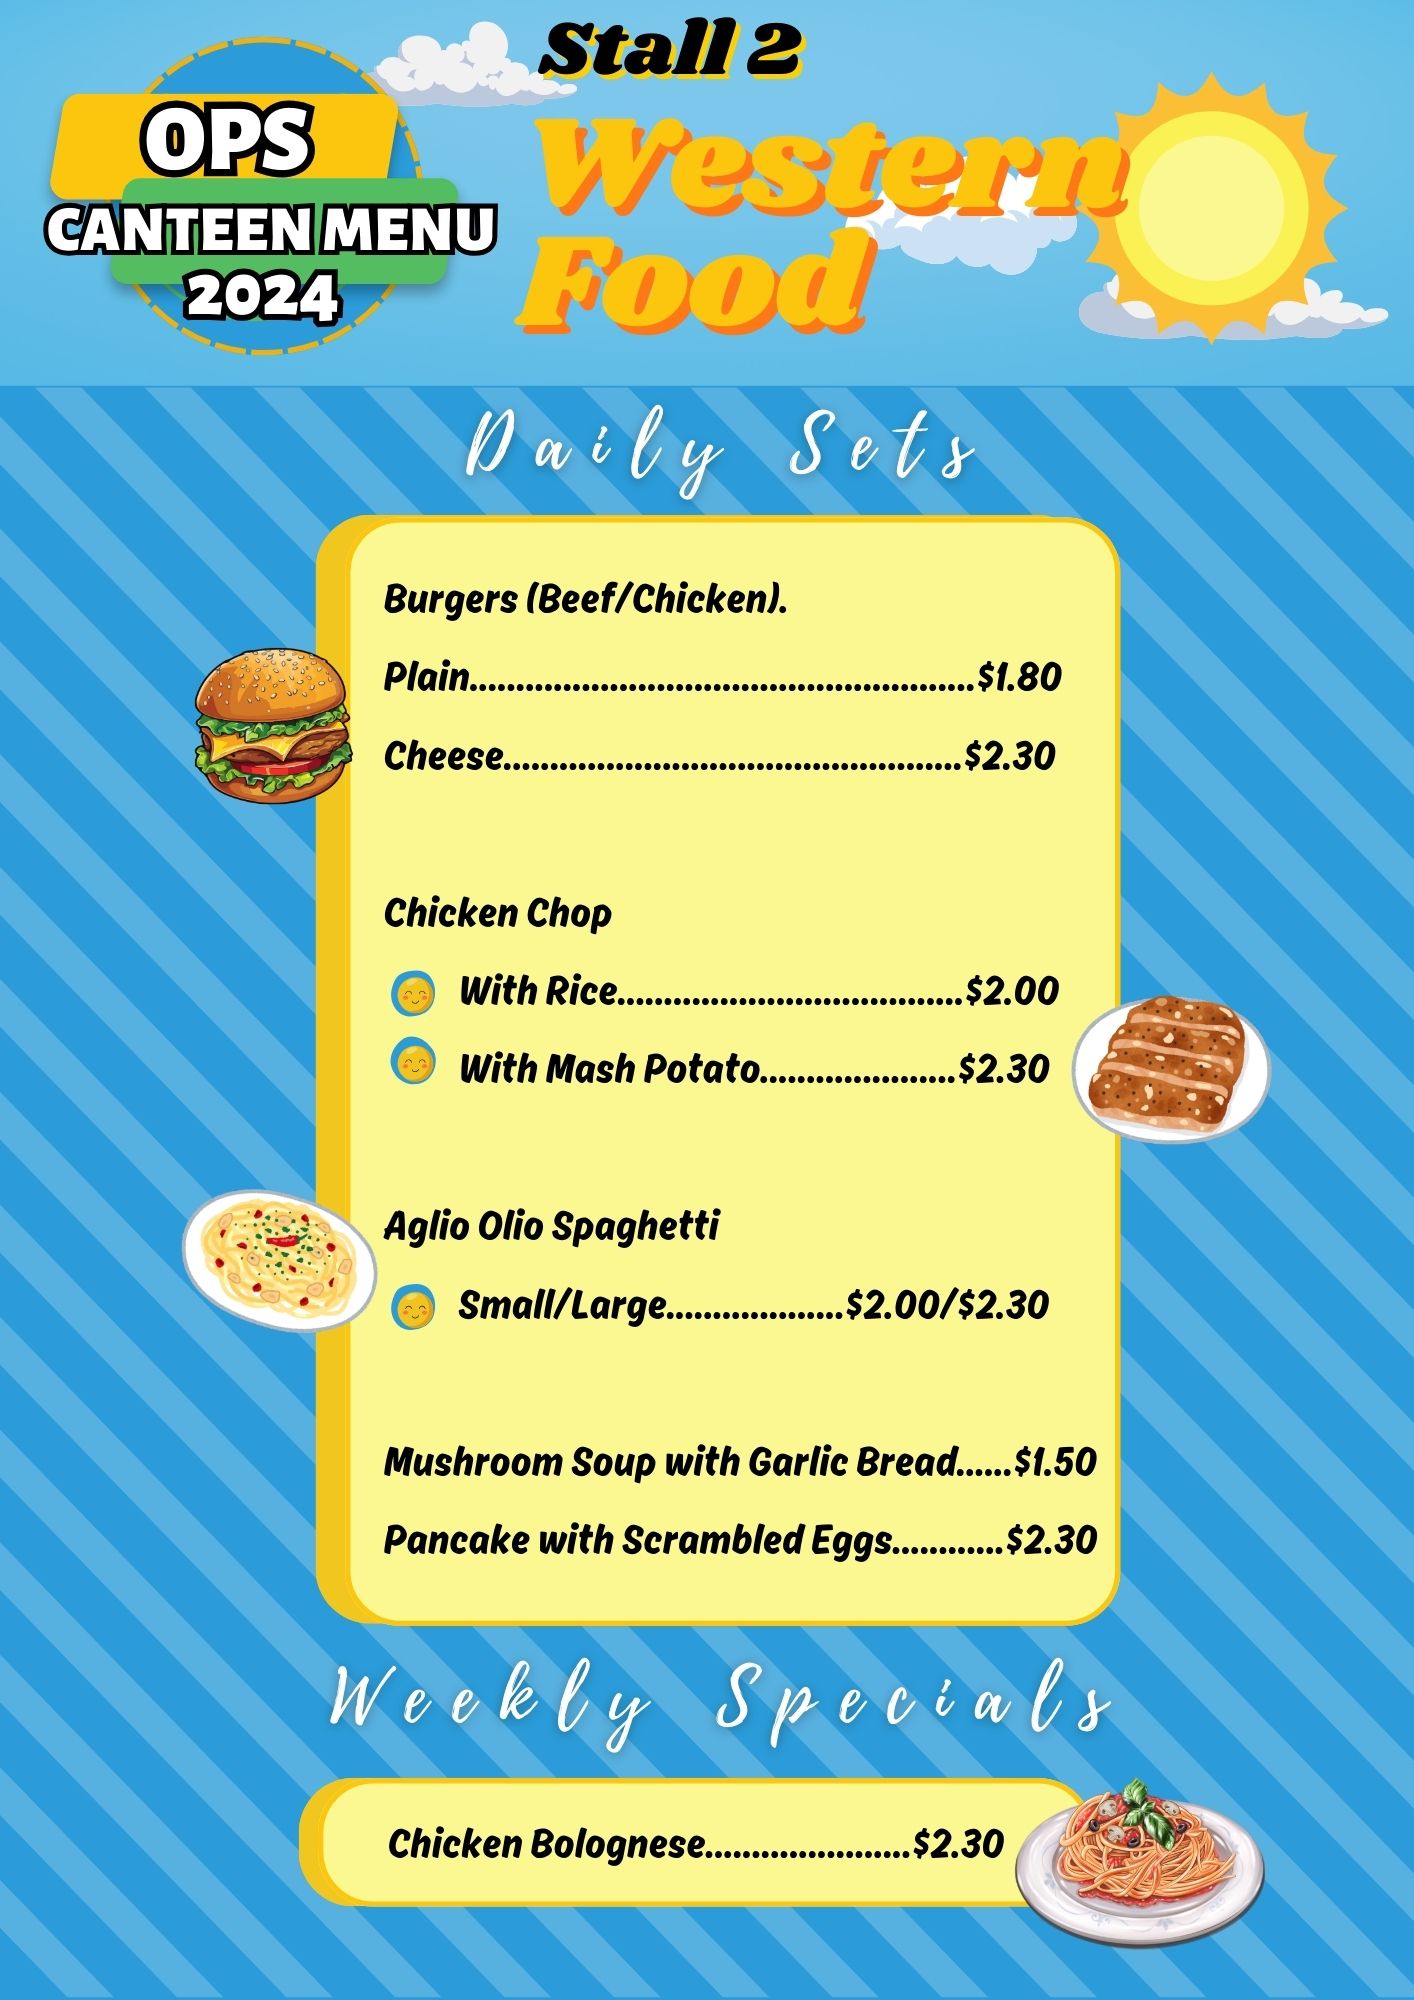 Stall 2
OPS
CANTEEN MENU
2024
Western
Food
Daily Sets
Burgers (Beef/Chicken).
Plain......................................................$1.80
Cheese.................................................$2.30
Chicken Chop
With Rice.....................................$2.00
With Mash Potato.....................$2.30
Aglio Olio Spaghetti
Small/Large...................$2.00/$2.30
Mushroom Soup with Garlic Bread......$1.50
Pancake with Scrambled Eggs............$2.30
Weekly Specials
Chicken Bolognese......................$2.30